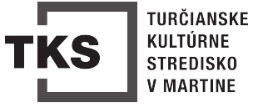 TKS
TURČIANSKE
KULTÚRNE
STREDISKO
V MARTINE